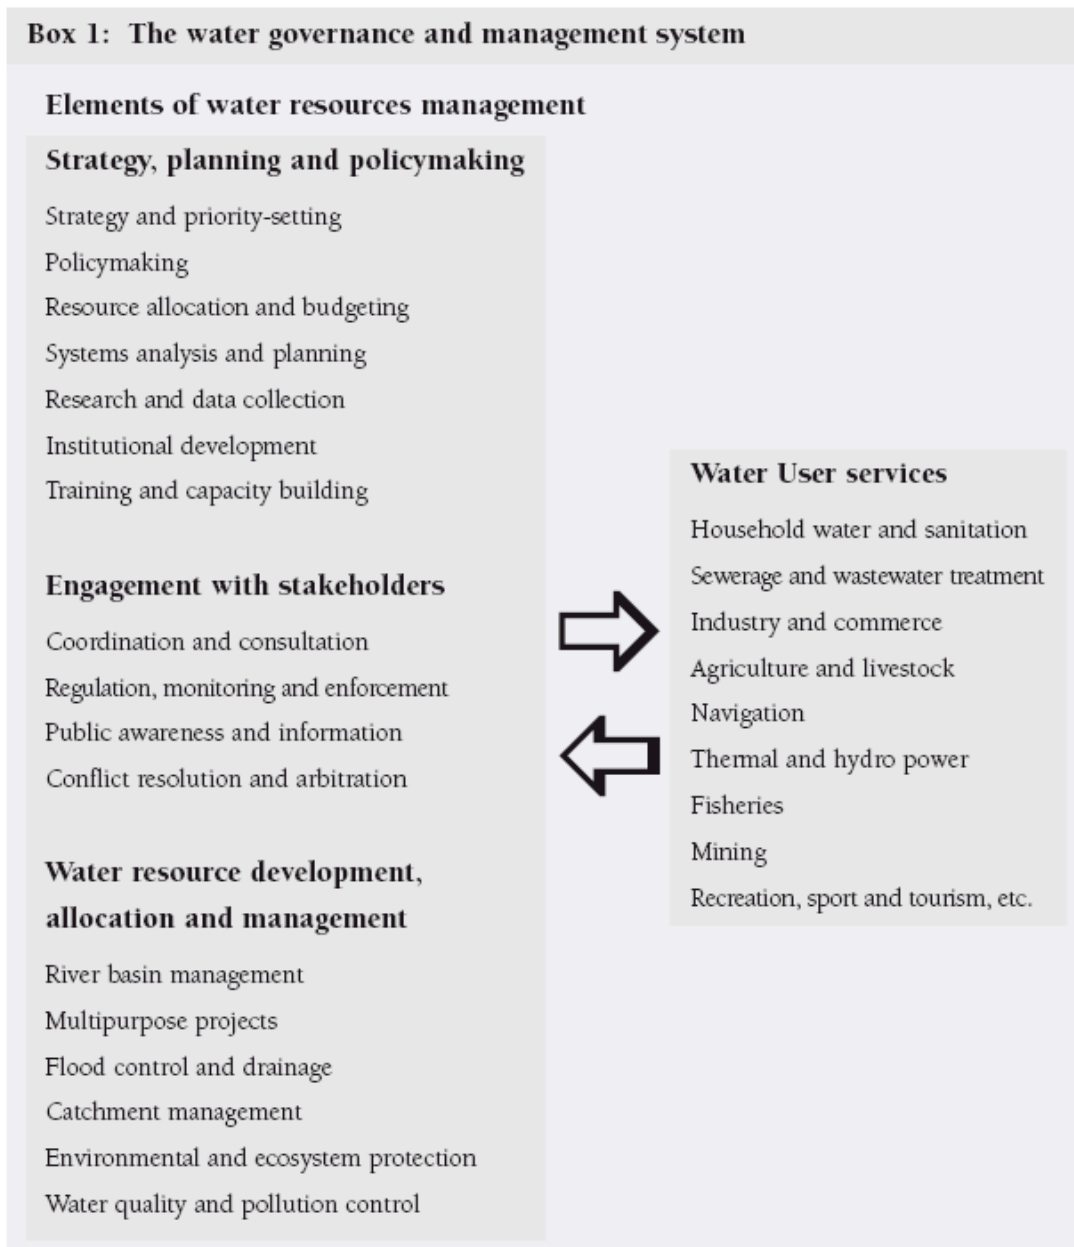 Box 1: The water governance and management system
Elements of water resources management
Strategy, planning and policymaking
Strategy and priority-setting
Policymaking
Resource allocation and budgeting
Systems analysis and planning
Research and data collection
Institutional development
Training and capacity building
Engagement with stakeholders
Coordination and consultation
Regulation, monitoring and enforcement
Public awareness and information
Conflict resolution and arbitration
Water resource development,
allocation and management
River basin management
Multipurpose projects
Flood control and drainage
Catchment management
Environmental and ecosystem protection
Water quality and pollution control
Water User services
Household water and sanitation
Sewerage and wastewater treatment
Industry and commerce
Agriculture and livestock
Navigation
Thermal and hydro power
Fisheries
Mining
Recreation, sport and tourism, etc.